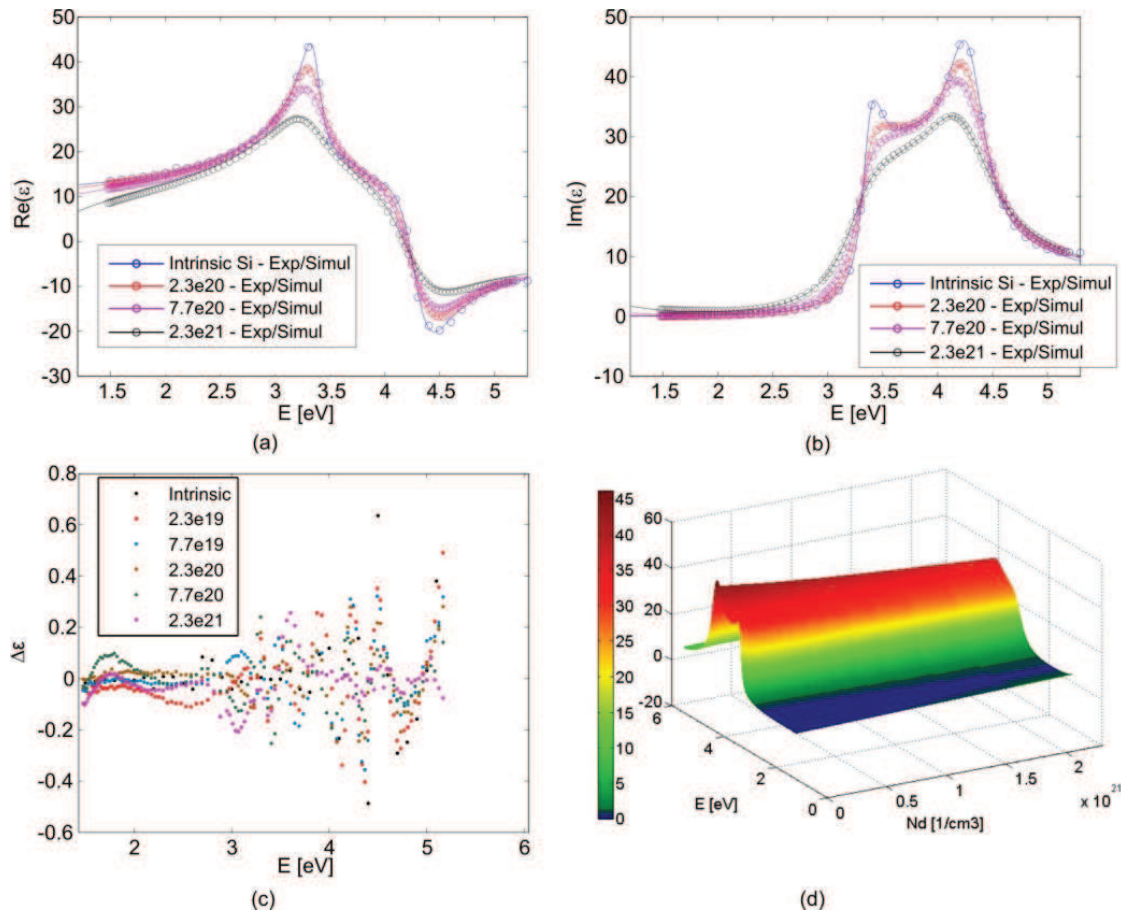 50
40
30
20
10
0
-10
-20
-30
Re(ε)
1.5 2 2.5 3 3.5 4 4.5 5
E [eV]
Intrinsic Si - Exp/Simul
2.3e20 - Exp/Simul
7.7e20 - Exp/Simul
2.3e21 - Exp/Simul
(a)
60
50
40
30
20
10
0
-10
Im(ε)
1.5 2 2.5 3 3.5 4 4.5 5
E [eV]
Intrinsic Si - Exp/Simul
2.3e20 - Exp/Simul
7.7e20 - Exp/Simul
2.3e21 - Exp/Simul
(b)
0.8
0.6
0.4
0.2
0
-0.2
-0.4
-0.6
Δε
2 3 4 5 6
E [eV]
Intrinsic
2.3e19
7.7e19
2.3e20
7.7e20
2.3e21
(c)
45
40
35
30
25
20
15
10
5
0
60
40
20
0
-20
6 4 2 0
E [eV]
0 0.5 1 1.5 2
x 10²¹
Nd [1/cm3]
(d)